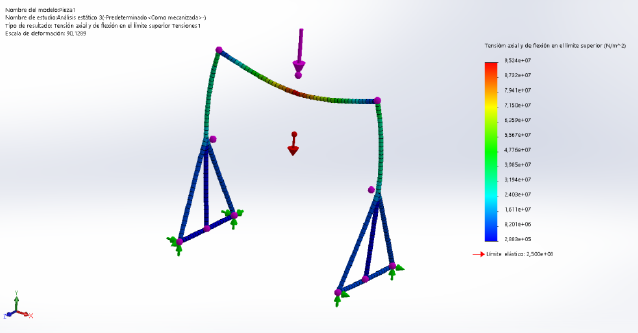 Nombre del modelo:Pieza1
Nombre de estudio:Análisis estático 3(-Predeterminado<Como mecanizada>-)
Tipo de resultado: Tensión axial y de flexión en el límite superior Tensiones1
Escala de deformación: 90,1289
Tensión axial y de flexión en el límite superior (N/m^2)
9,524e+07
8,732e+07
7,941e+07
7,150e+07
6,359e+07
5,567e+07
4,776e+07
3,985e+07
3,194e+07
2,403e+07
1,611e+07
8,201e+06
2,983e+05
Límite elástico: 2,500e+08
Y
Z
X